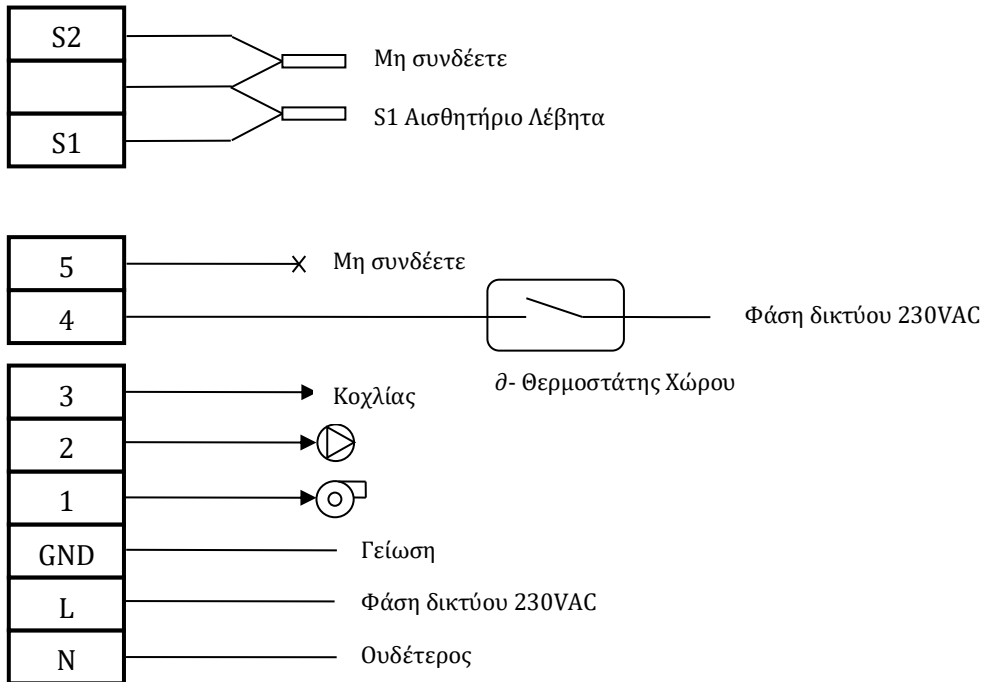 S2
Μη συνδέετε
S1 Αισθητήριο Λέβητα
S1
5
Μη συνδέετε
4
Φάση δικτύου 230VAC
∂- Θερμοστάτης Χώρου
3
Κοχλίας
2
1
GND
Γείωση
L
Φάση δικτύου 230VAC
N
Ουδέτερος